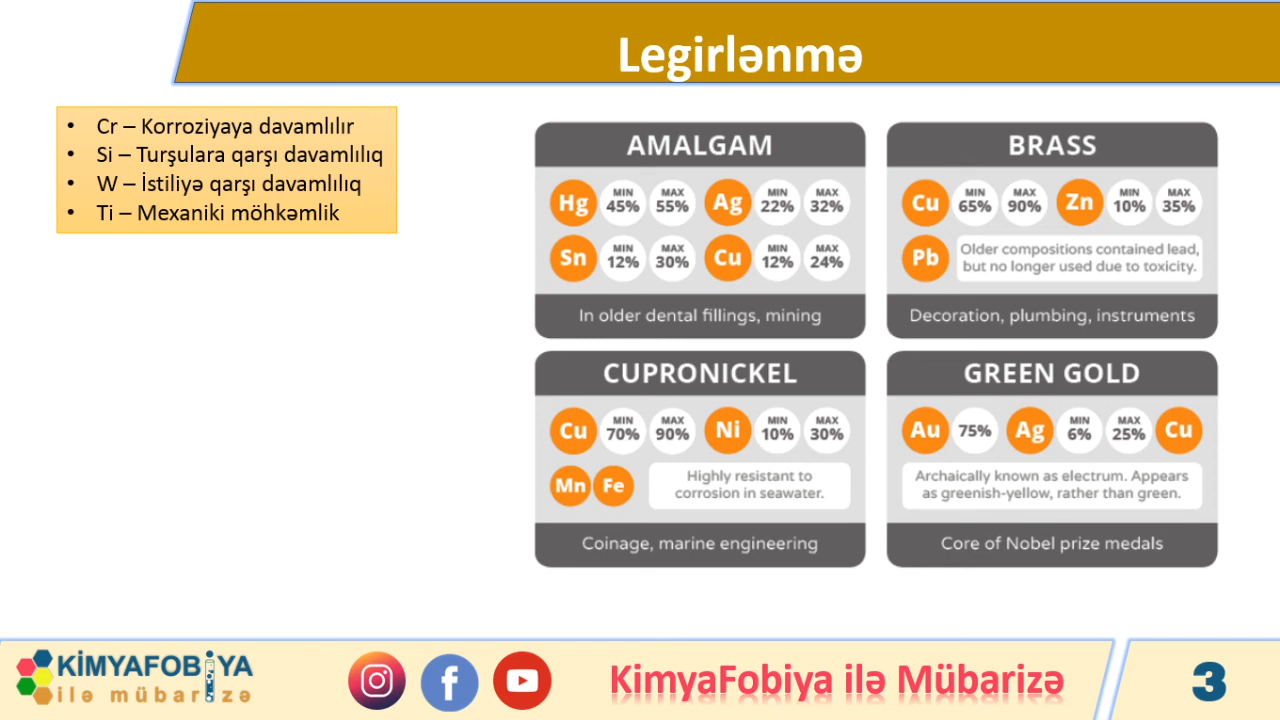 Legirlənmə
• Cr – Korroziyaya davamlılır
• Si – Turşulara qarşı davamlılıq
• W – İstiliyə qarşı davamlılıq
• Ti – Mexaniki möhkəmlik
AMALGAM
Hg MIN 45% MAX 55% Ag MIN 22% MAX 32%
Sn MIN 12% MAX 30% Cu MIN 12% MAX 24%
In older dental fillings, mining
BRASS
Cu MIN 65% MAX 90% Zn MIN 10% MAX 35%
Pb Older compositions contained lead,
but no longer used due to toxicity.
Decoration, plumbing, instruments
CUPRONICKEL
Cu MIN 70% MAX 90% Ni MIN 10% MAX 30%
Mn Fe Highly resistant to
corrosion in seawater.
Coinage, marine engineering
GREEN GOLD
Au 75% Ag MIN 6% MAX 25% Cu
Archaically known as electrum. Appears
as greenish-yellow, rather than green.
Core of Nobel prize medals
KİMYAFOBİYA
ilə mübarizə
KimyaFobiya ilə Mübarizə
3